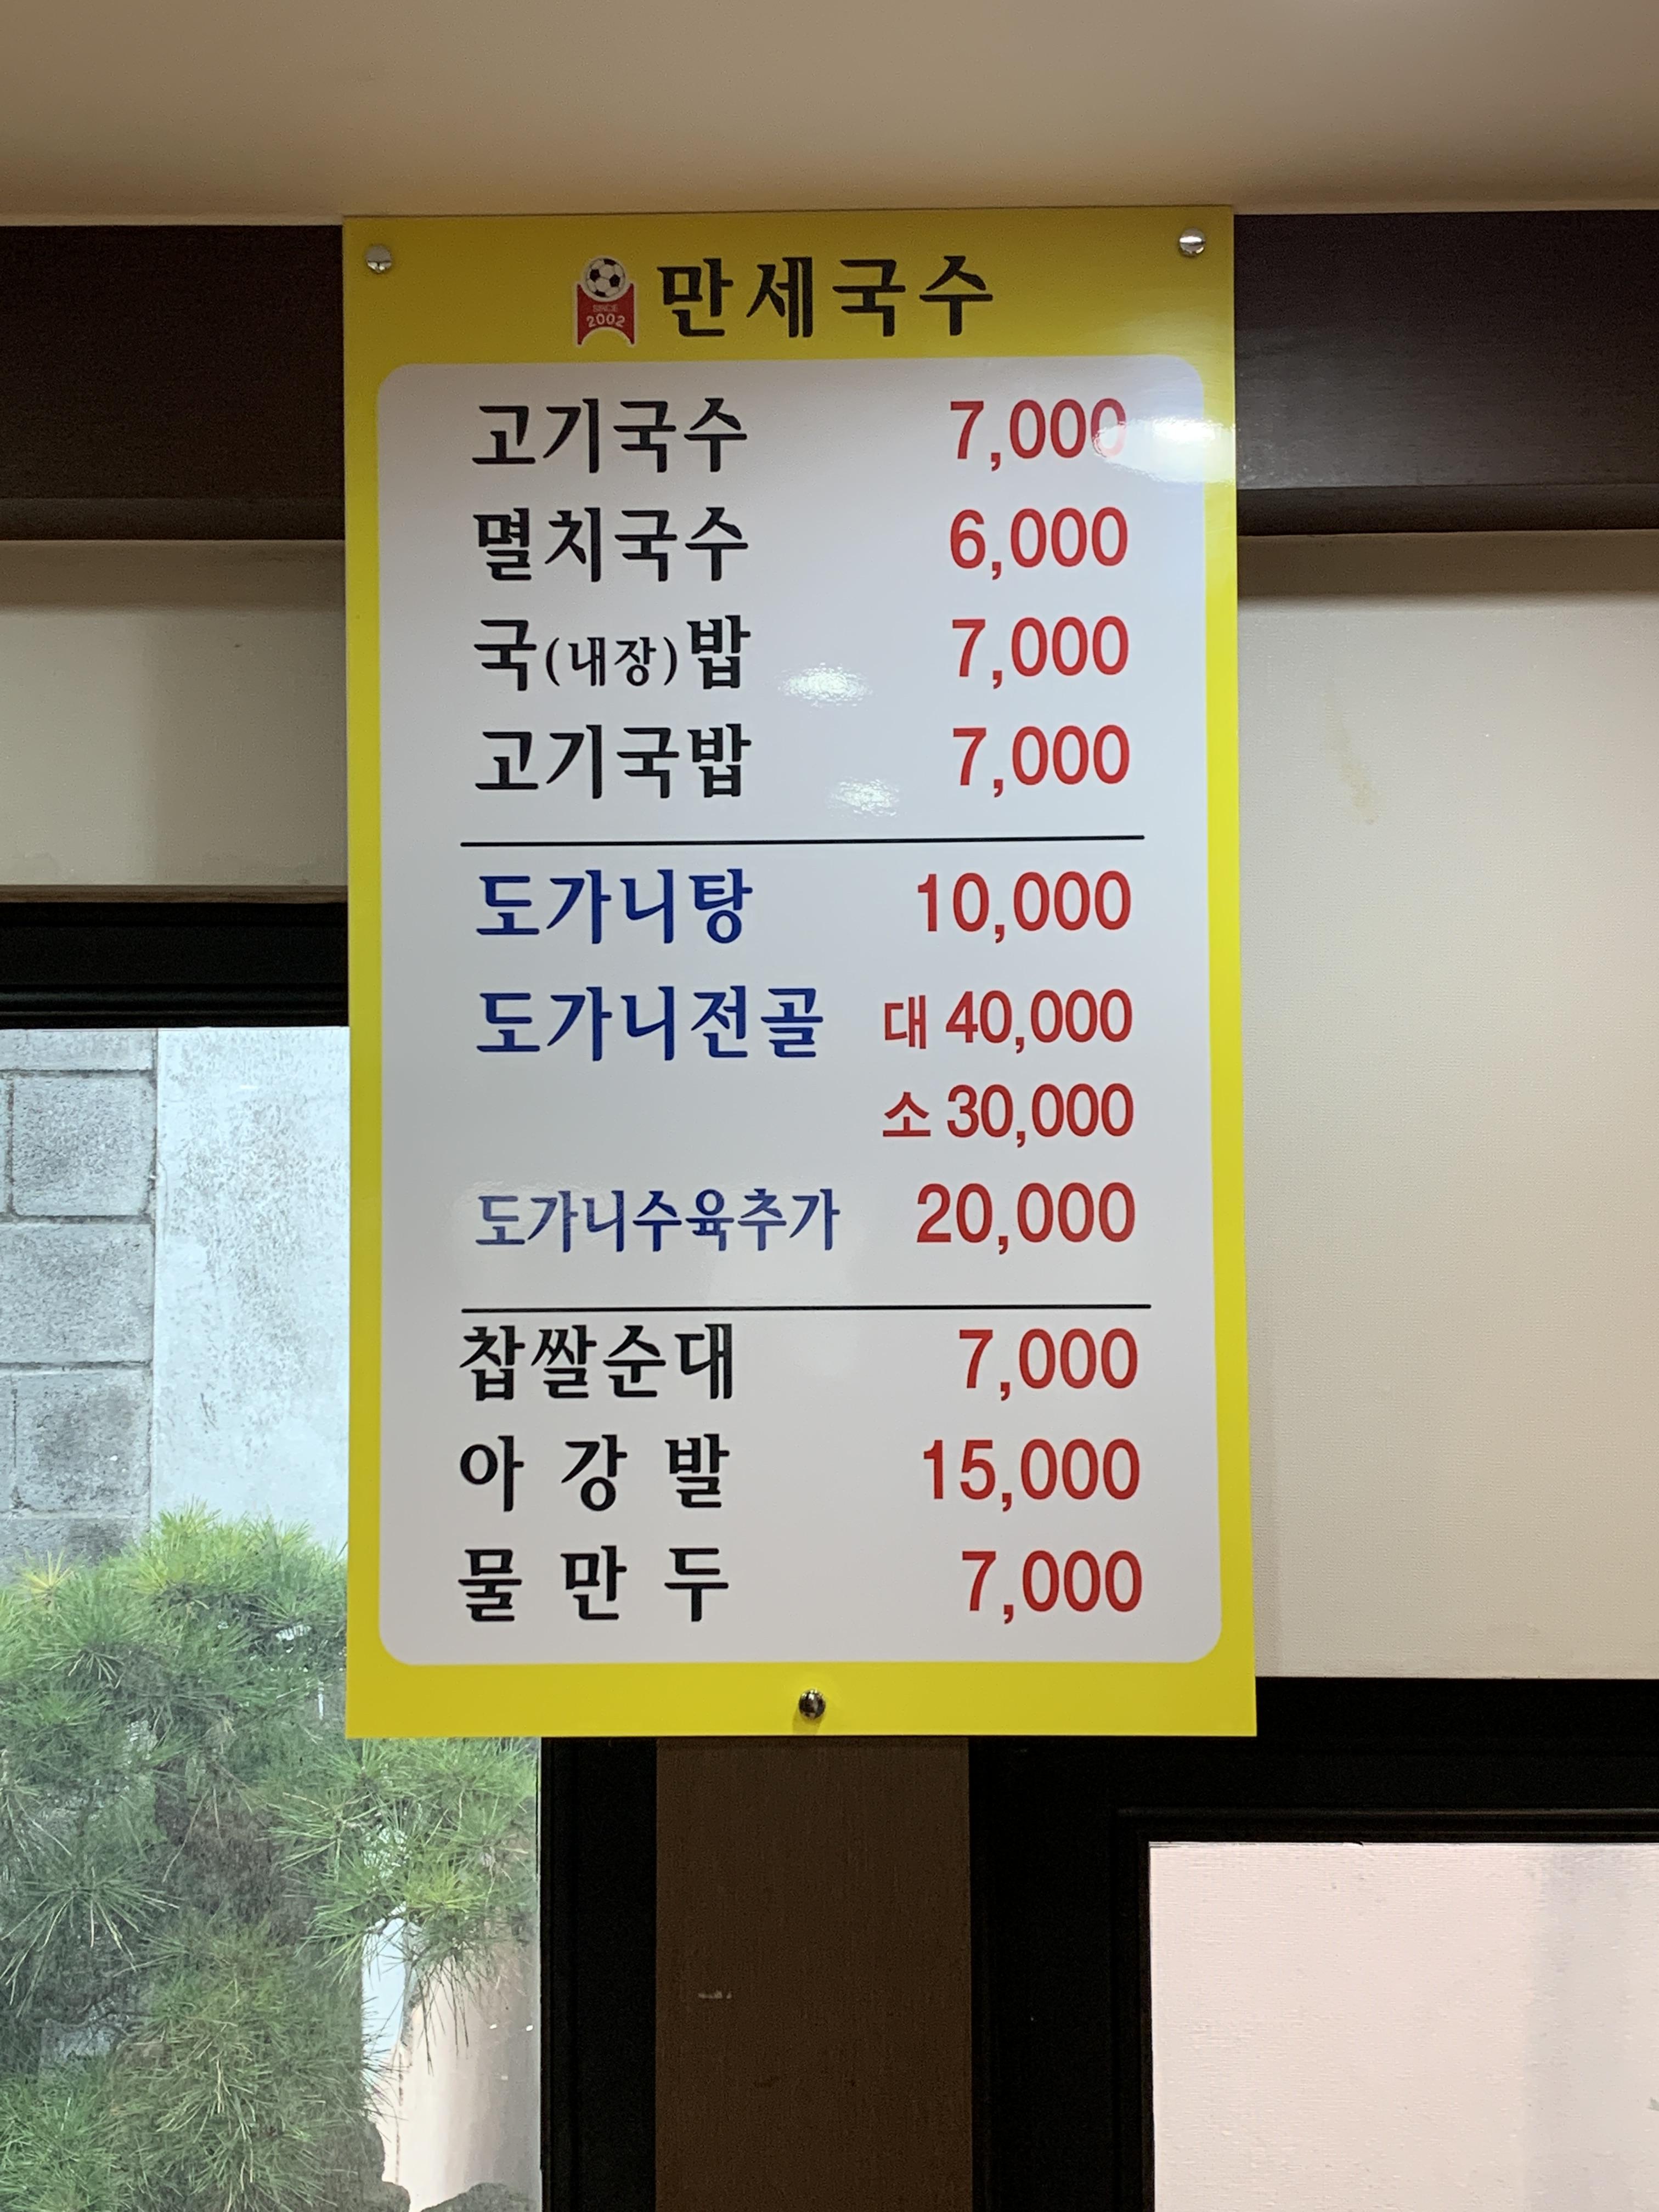 SINCE
2002
만세국수
고기국수 7,000
멸치국수 6,000
국(내장)밥 7,000
고기국밥 7,000
도가니탕 10,000
도가니전골 대 40,000
소 30,000
도가니수육추가 20,000
찹쌀순대 7,000
아 강 발 15,000
물 만 두 7,000